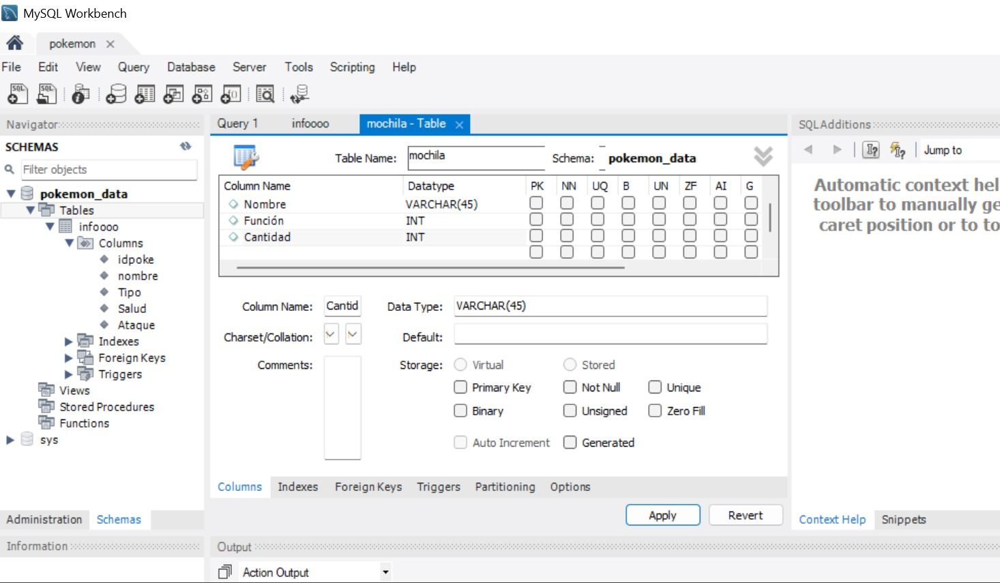 MySQL Workbench
pokemon
File Edit View Query Database Server Tools Scripting Help
Navigator
SCHEMAS
Filter objects
pokemon_data
Tables
infoooo
Columns
idpoke
nombre
Tipo
Salud
Ataque
Indexes
Foreign Keys
Triggers
Views
Stored Procedures
Functions
sys
Administration Schemas
Information
Query 1 infoooo mochila - Table
Table Name: mochila Schema: pokemon_data
Column Name Datatype PK NN UQ B UN ZF AI G
Nombre VARCHAR(45)
Función INT
Cantidad INT
Column Name: Cantid Data Type: VARCHAR(45)
Charset/Collation: Default:
Comments: Storage: Virtual Stored
Primary Key Not Null Unique
Binary Unsigned Zero Fill
Auto Increment Generated
Columns Indexes Foreign Keys Triggers Partitioning Options
Apply Revert
Output
Action Output
SQLAdditions
Jump to
Automatic context hel
toolbar to manually ge
caret position or to to
Context Help Snippets